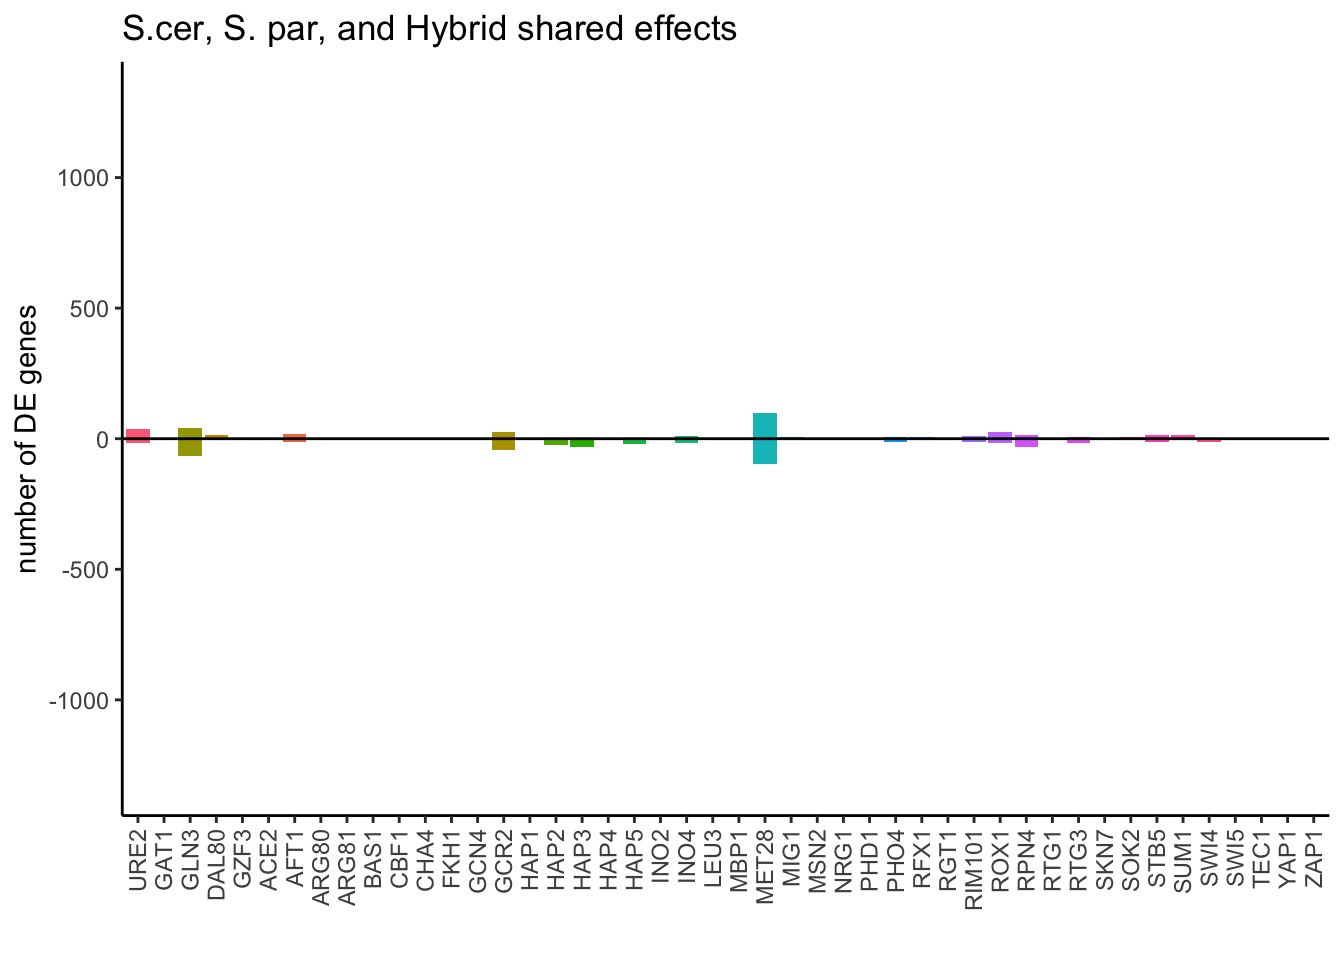 S.cer, S. par, and Hybrid shared effects
number of DE genes
1000
500
0
-500
-1000
URE2
GAT1
GLN3
DAL80
GZF3
ACE2
AFT1
ARG80
ARG81
BAS1
CBF1
CHA4
FKH1
GCN4
GCR2
HAP1
HAP2
HAP3
HAP4
HAP5
INO2
INO4
LEU3
MBP1
MET28
MIG1
MSN2
NRG1
PHD1
PHO4
RFX1
RGT1
RIM101
ROX1
RPN4
RTG1
RTG3
SKN7
SOK2
STB5
SUM1
SWI4
SWI5
TEC1
YAP1
ZAP1